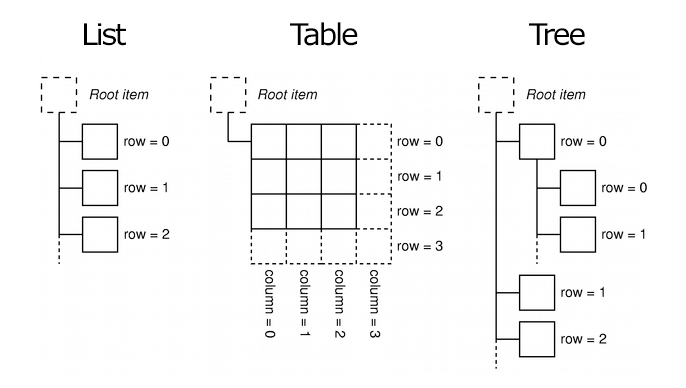 List
Root item
row = 0
row = 1
row = 2
Table
Root item
row = 0
row = 1
row = 2
row = 3
column = 0
column = 1
column = 2
column = 3
Tree
Root item
row = 0
row = 0
row = 1
row = 1
row = 2